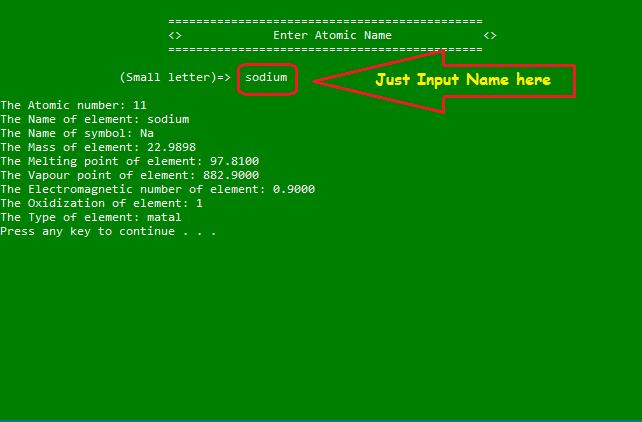 =============================================
<> Enter Atomic Name <>
=============================================
(Small letter)=> sodium
Just Input Name here
The Atomic number: 11
The Name of element: sodium
The Name of symbol: Na
The Mass of element: 22.9898
The Melting point of element: 97.8100
The Vapour point of element: 882.9000
The Electromagnetic number of element: 0.9000
The Oxidization of element: 1
The Type of element: matal
Press any key to continue . . .